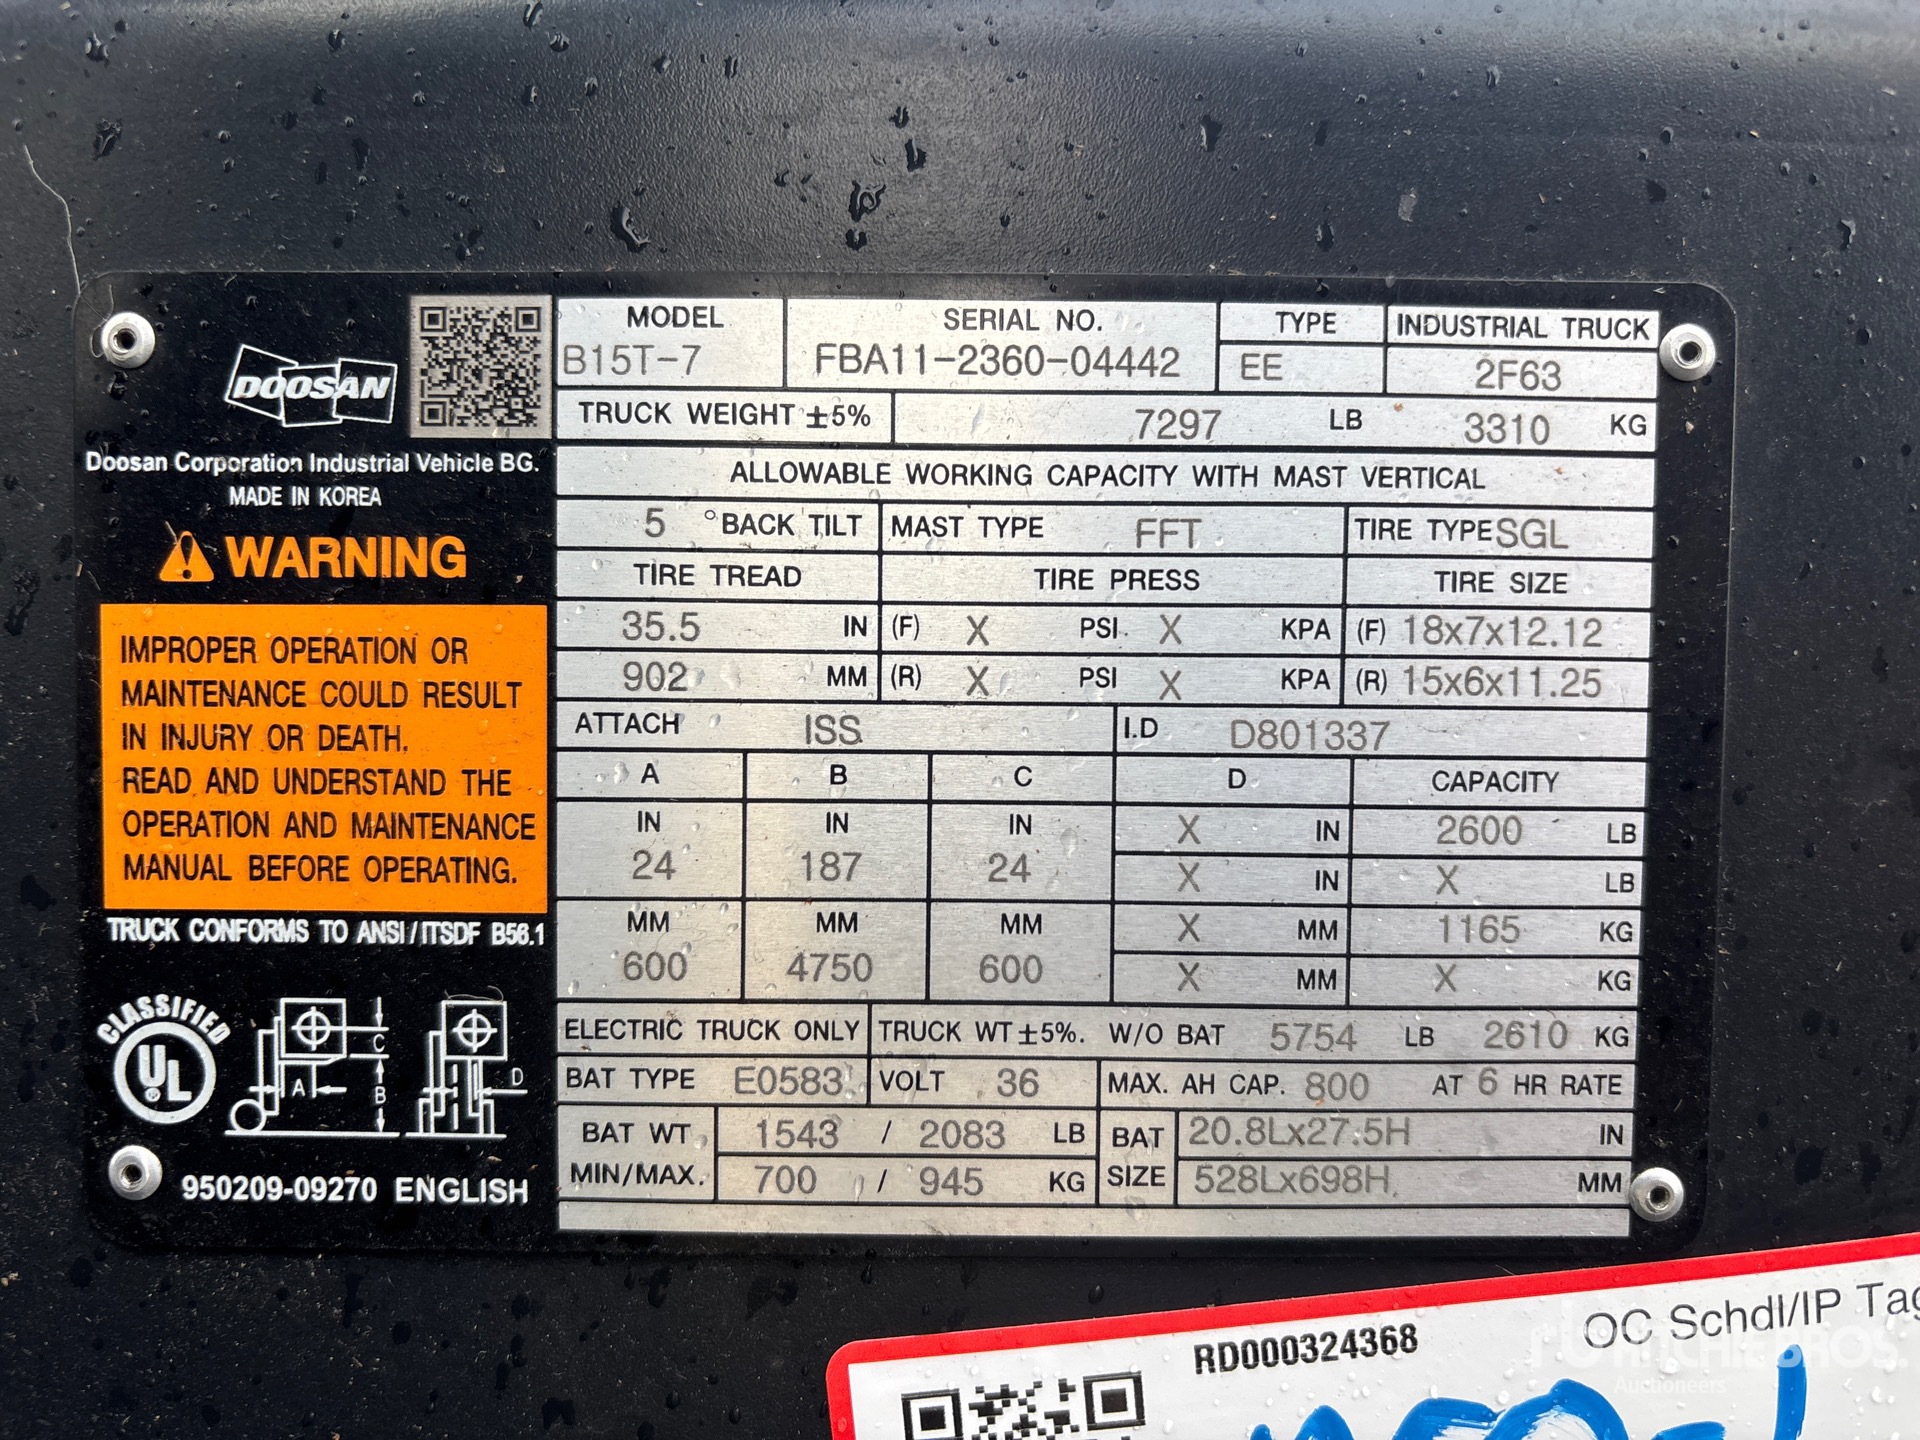 DOOSAN
Doosan Corporation Industrial Vehicle BG.
MADE IN KOREA
WARNING
IMPROPER OPERATION OR
MAINTENANCE COULD RESULT
IN INJURY OR DEATH.
READ AND UNDERSTAND THE
OPERATION AND MAINTENANCE
MANUAL BEFORE OPERATING.
TRUCK CONFORMS TO ANSI/ITSDF B56.1
CLASSIFIED
UL
A
C
B
D
950209-09270 ENGLISH
MODEL SERIAL NO. TYPE INDUSTRIAL TRUCK
B15T-7 FBA11-2360-04442 EE 2F63
TRUCK WEIGHT ±5% 7297 LB 3310 KG
ALLOWABLE WORKING CAPACITY WITH MAST VERTICAL
5 °BACK TILT MAST TYPE FFT TIRE TYPE SGL
TIRE TREAD TIRE PRESS TIRE SIZE
35.5 IN (F) X PSI. X KPA (F) 18x7x12.12
902 MM (R) X PSI X KPA (R) 15x6x11.25
ATTACH ISS I.D D801337
A B C D CAPACITY
IN IN IN X IN 2600 LB
24 187 24 X IN X LB
MM MM MM X MM 1165 KG
600 4750 600 X MM X KG
ELECTRIC TRUCK ONLY TRUCK WT ±5%. W/O BAT 5754 LB 2610 KG
BAT TYPE E0583 VOLT 36 MAX. AH CAP. 800 AT 6 HR RATE
BAT WT 1543 / 2083 LB BAT 20.8Lx27.5H IN
MIN/MAX. 700 / 945 KG SIZE 528Lx698H MM
OC Schdl/IP Tag
RD000324368
RITCHIE BROS.
Auctioneers